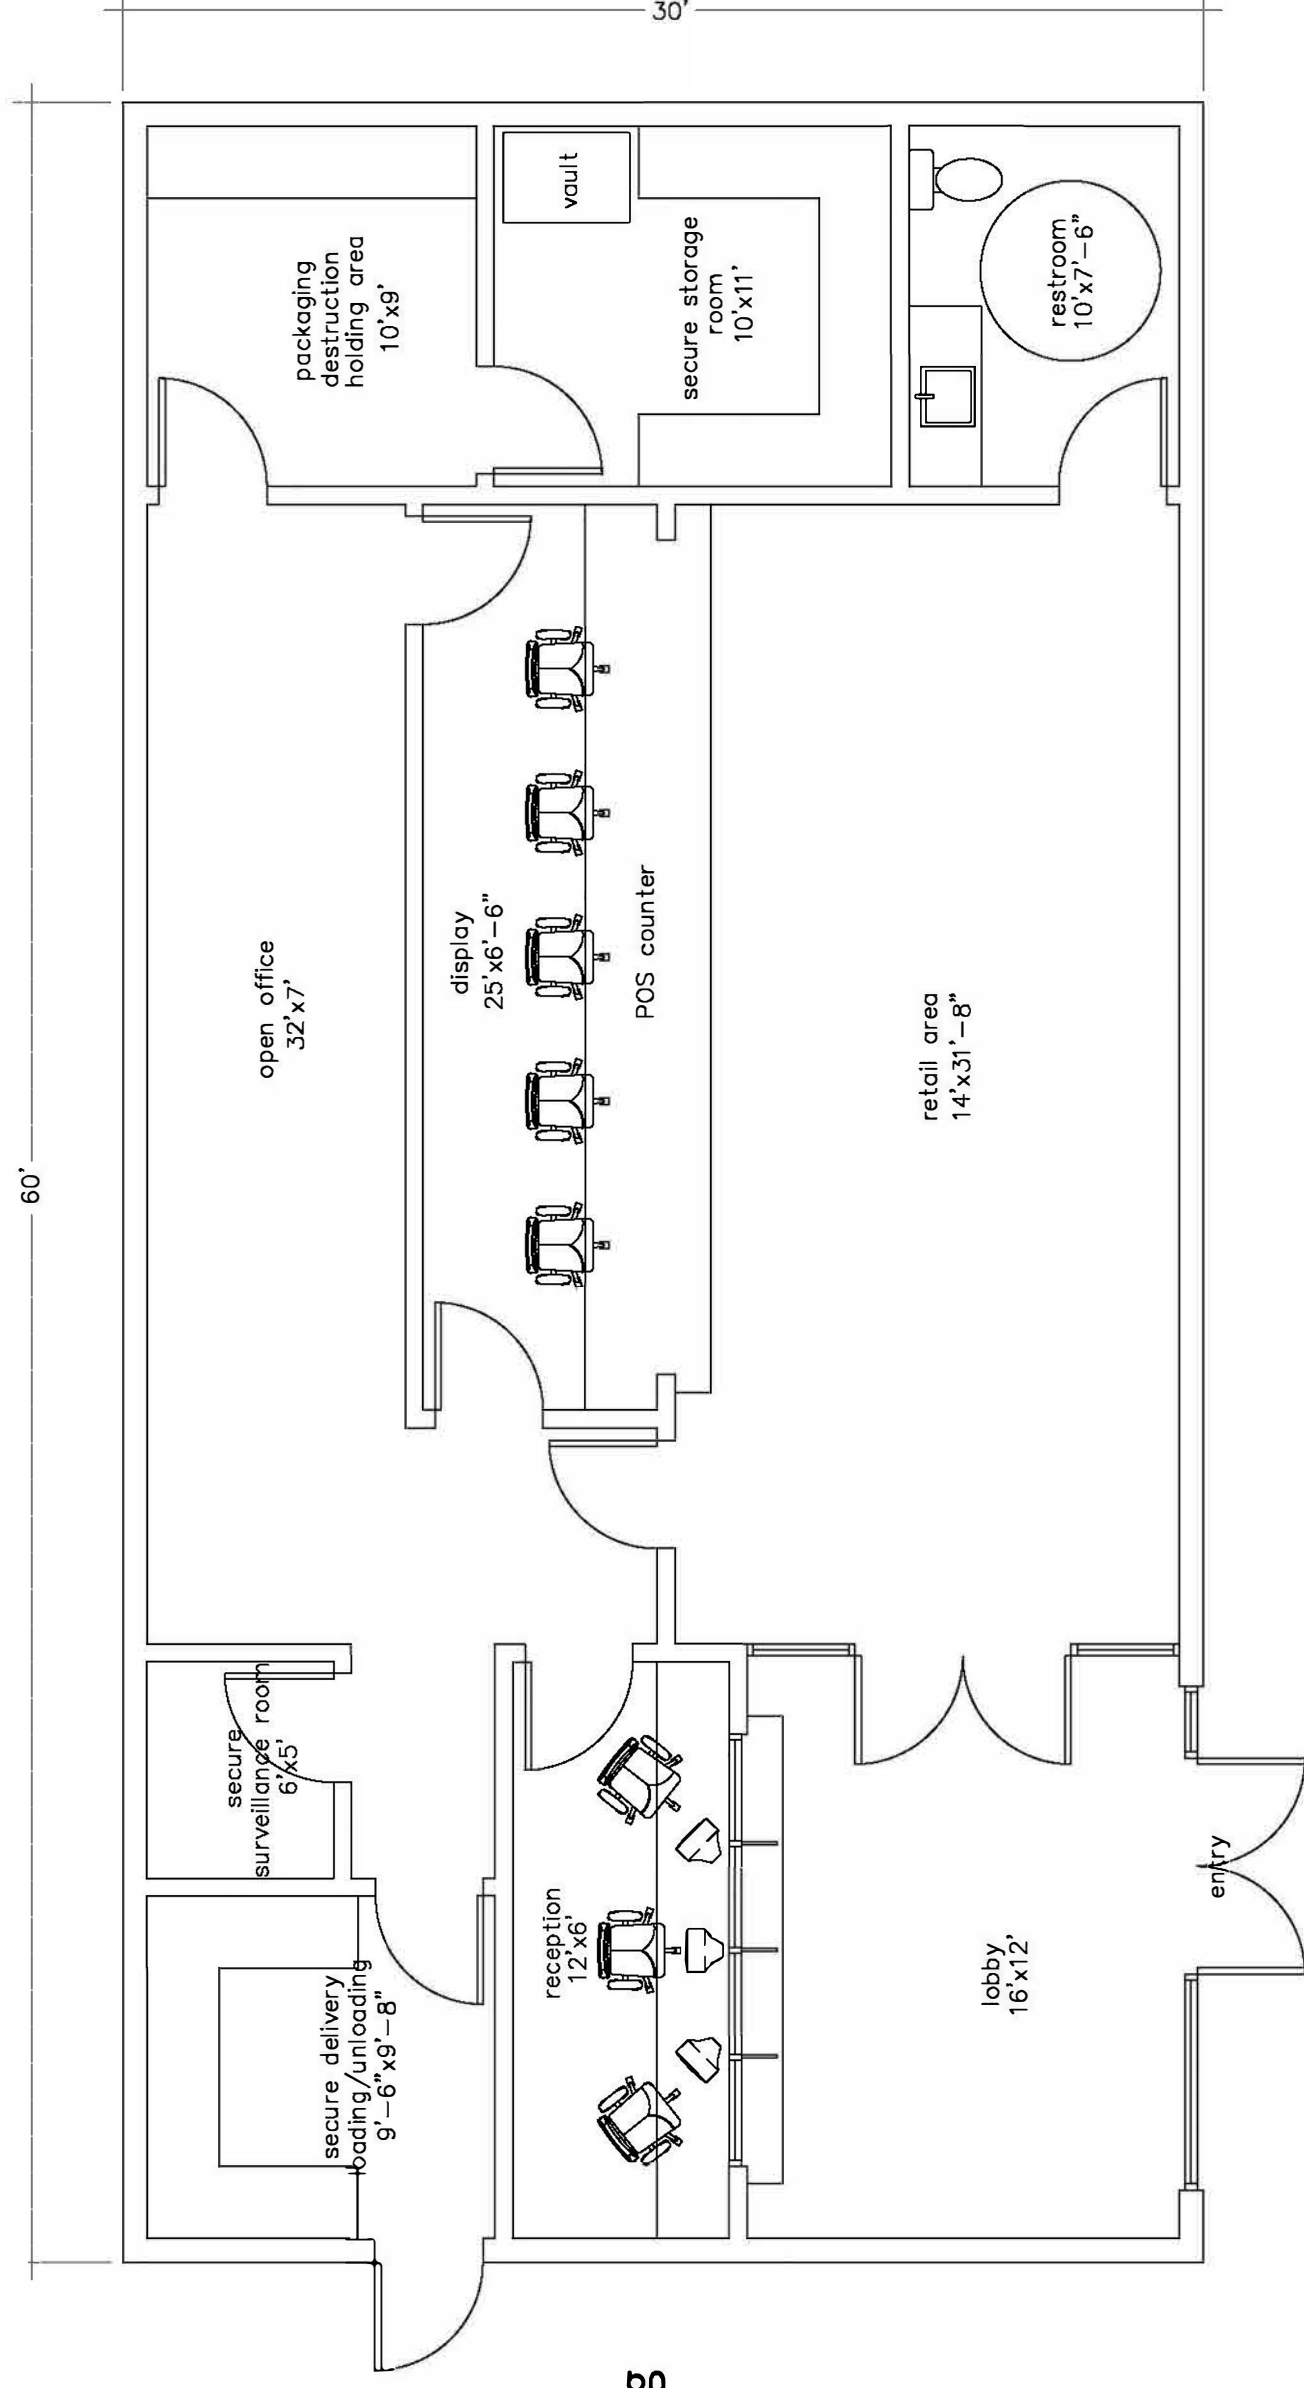 30'
60'
packaging
destruction
holding area
10'x9'
vault
secure storage
room
10'x11'
restroom
10'x7'-6"
open office
32'x7'
display
25'x6'-6"
POS counter
retail area
14'x31'-8"
secure
surveillance room
6'x5'
secure delivery
loading/unloading
9'-6"x9'-8"
reception
12'x6'
lobby
16'x12'
entry
g